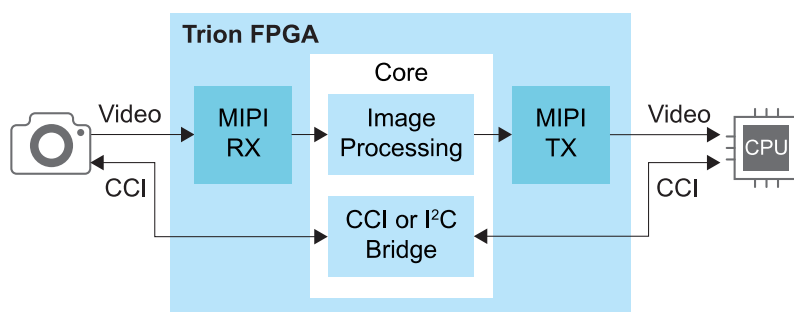 Trion FPGA
Core
Video
MIPI
RX
Image
Processing
MIPI
TX
Video
CPU
CCI
CCI
CCI or I²C
Bridge